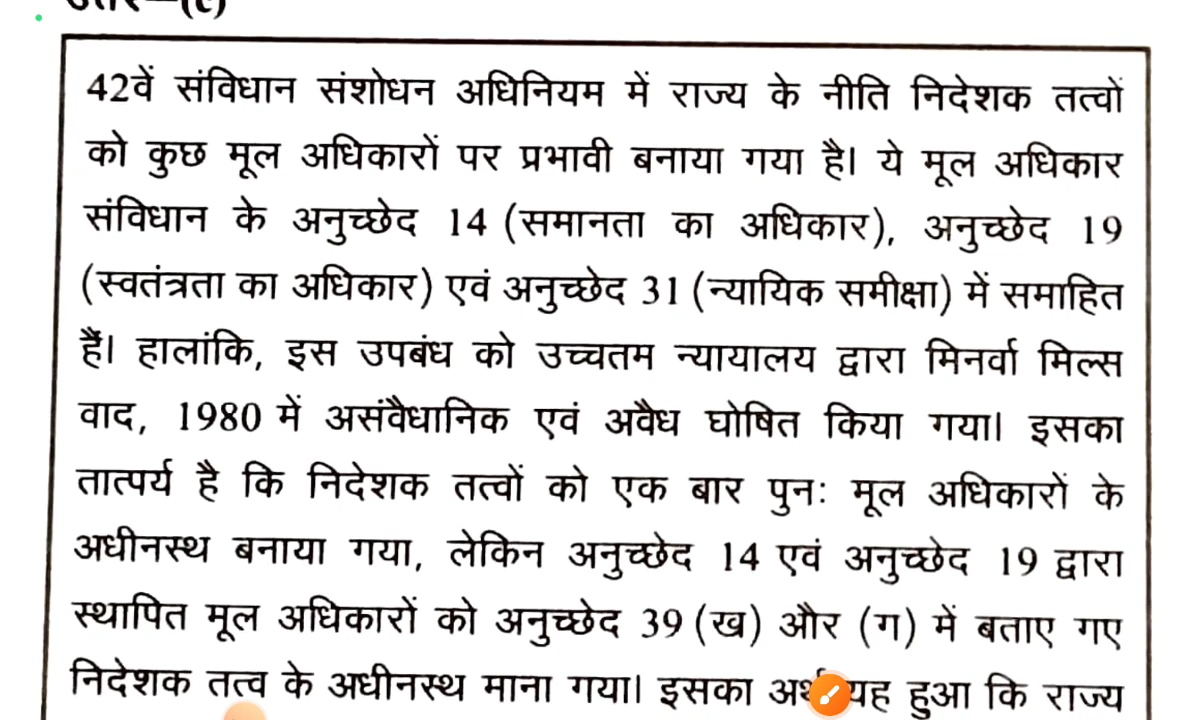 उत्तर—(c)
42वें संविधान संशोधन अधिनियम में राज्य के नीति निदेशक तत्वों
को कुछ मूल अधिकारों पर प्रभावी बनाया गया है। ये मूल अधिकार
संविधान के अनुच्छेद 14 (समानता का अधिकार), अनुच्छेद 19
(स्वतंत्रता का अधिकार) एवं अनुच्छेद 31 (न्यायिक समीक्षा) में समाहित
हैं। हालांकि, इस उपबंध को उच्चतम न्यायालय द्वारा मिनर्वा मिल्स
वाद, 1980 में असंवैधानिक एवं अवैध घोषित किया गया। इसका
तात्पर्य है कि निदेशक तत्वों को एक बार पुनः मूल अधिकारों के
अधीनस्थ बनाया गया, लेकिन अनुच्छेद 14 एवं अनुच्छेद 19 द्वारा
स्थापित मूल अधिकारों को अनुच्छेद 39 (ख) और (ग) में बताए गए
निदेशक तत्व के अधीनस्थ माना गया। इसका यह हुआ कि राज्य